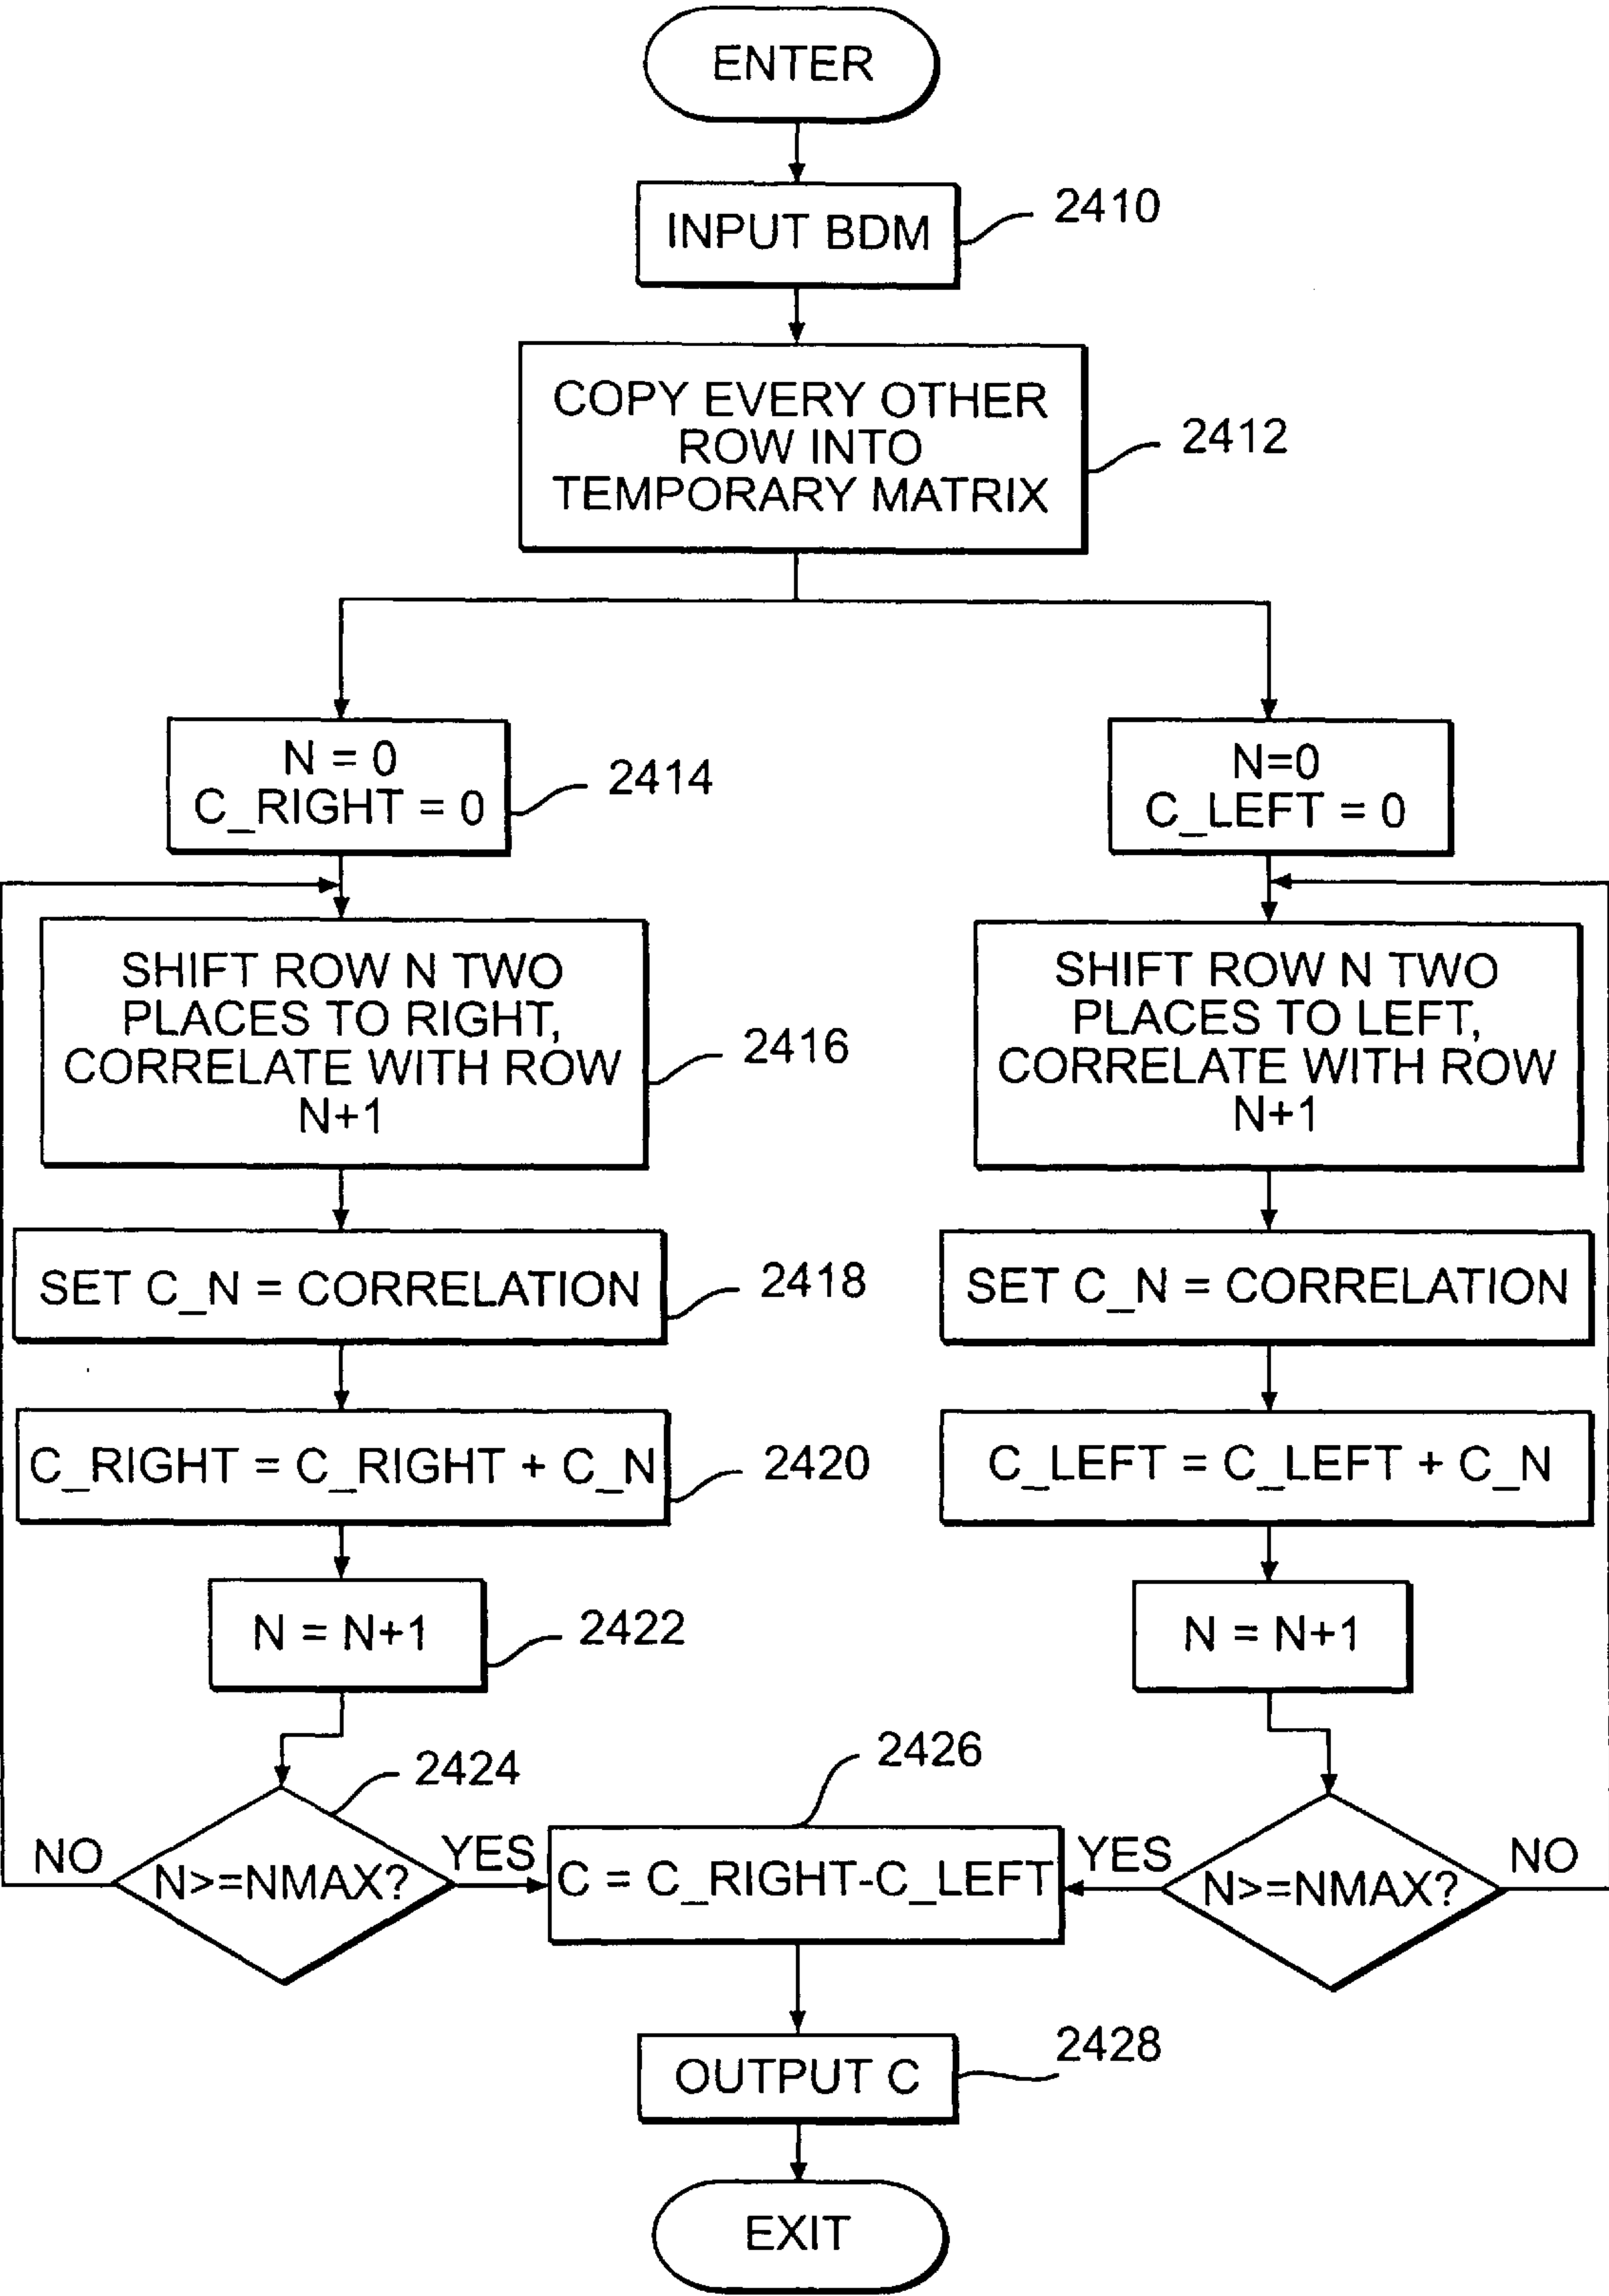 ENTER
INPUT BDM
2410
COPY EVERY OTHER
ROW INTO
TEMPORARY MATRIX
2412
N = 0
C_RIGHT = 0
2414
SHIFT ROW N TWO
PLACES TO RIGHT,
CORRELATE WITH ROW
N+1
2416
SET C_N = CORRELATION
2418
C_RIGHT = C_RIGHT + C_N
2420
N = N+1
2422
N>=NMAX?
2424
NO
YES
N=0
C_LEFT = 0
SHIFT ROW N TWO
PLACES TO LEFT,
CORRELATE WITH ROW
N+1
SET C_N = CORRELATION
C_LEFT = C_LEFT + C_N
N = N+1
N>=NMAX?
YES
NO
2426
C = C_RIGHT-C_LEFT
OUTPUT C
2428
EXIT